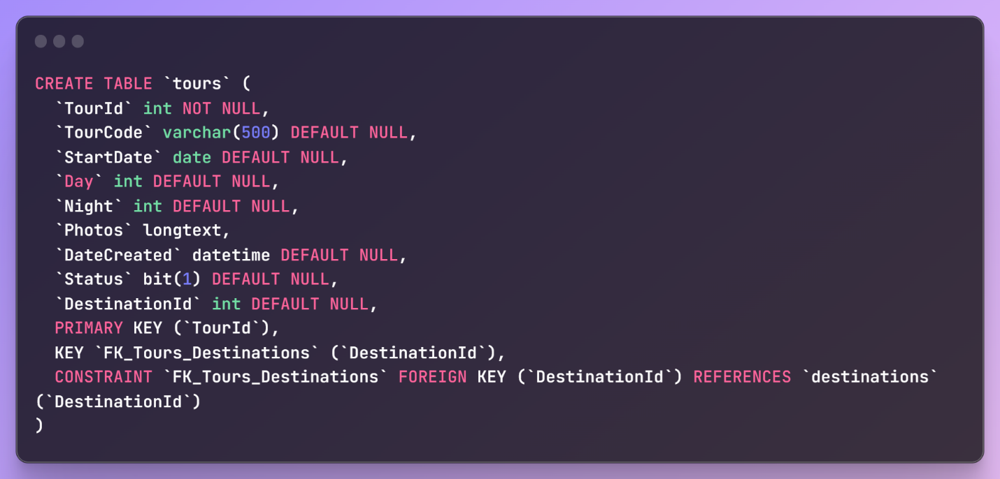 CREATE TABLE `tours` (
  `TourId` int NOT NULL,
  `TourCode` varchar(500) DEFAULT NULL,
  `StartDate` date DEFAULT NULL,
  `Day` int DEFAULT NULL,
  `Night` int DEFAULT NULL,
  `Photos` longtext,
  `DateCreated` datetime DEFAULT NULL,
  `Status` bit(1) DEFAULT NULL,
  `DestinationId` int DEFAULT NULL,
  PRIMARY KEY (`TourId`),
  KEY `FK_Tours_Destinations` (`DestinationId`),
  CONSTRAINT `FK_Tours_Destinations` FOREIGN KEY (`DestinationId`) REFERENCES `destinations`
(`DestinationId`)
)